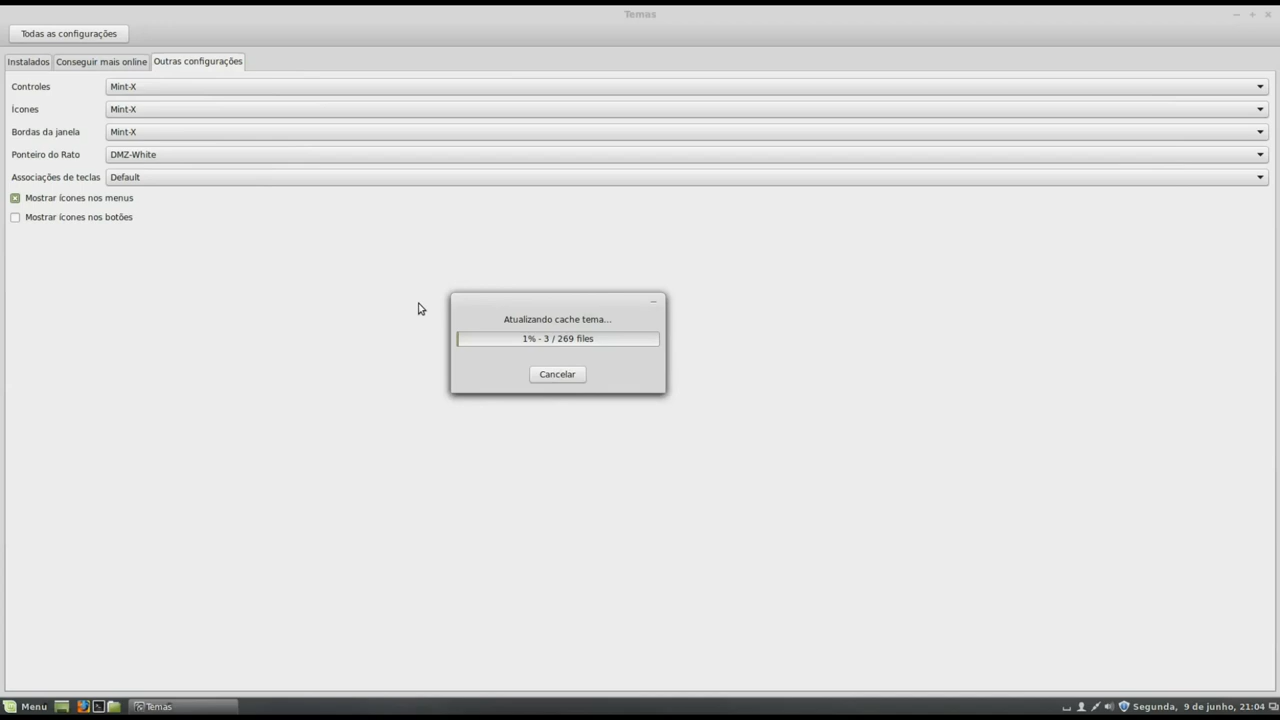 Temas
Todas as configurações
Instalados
Conseguir mais online
Outras configurações
Controles
Mint-X
Ícones
Mint-X
Bordas da janela
Mint-X
Ponteiro do Rato
DMZ-White
Associações de teclas
Default
Mostrar ícones nos menus
Mostrar ícones nos botões
Atualizando cache tema...
1% - 3 / 269 files
Cancelar
Menu
Temas
Segunda, 9 de junho, 21:04